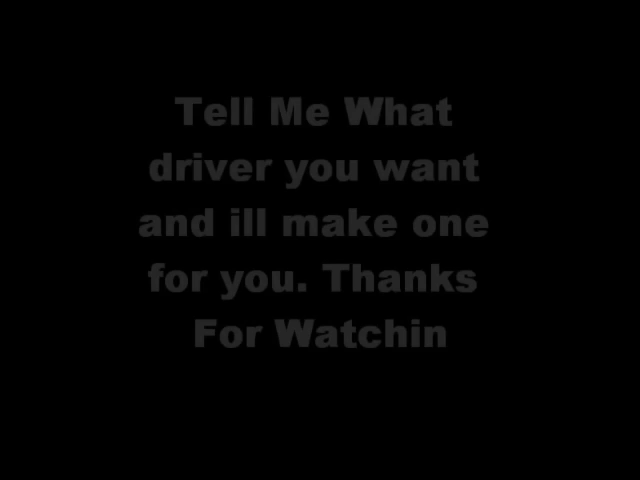 Tell Me What
driver you want
and ill make one
for you. Thanks
For Watchin